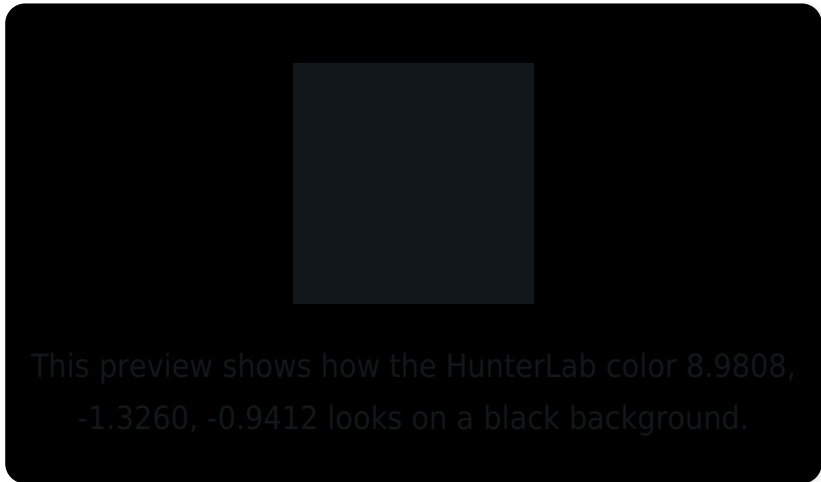 This preview shows how the HunterLab color 8.9808,
-1.3260, -0.9412 looks on a black background.